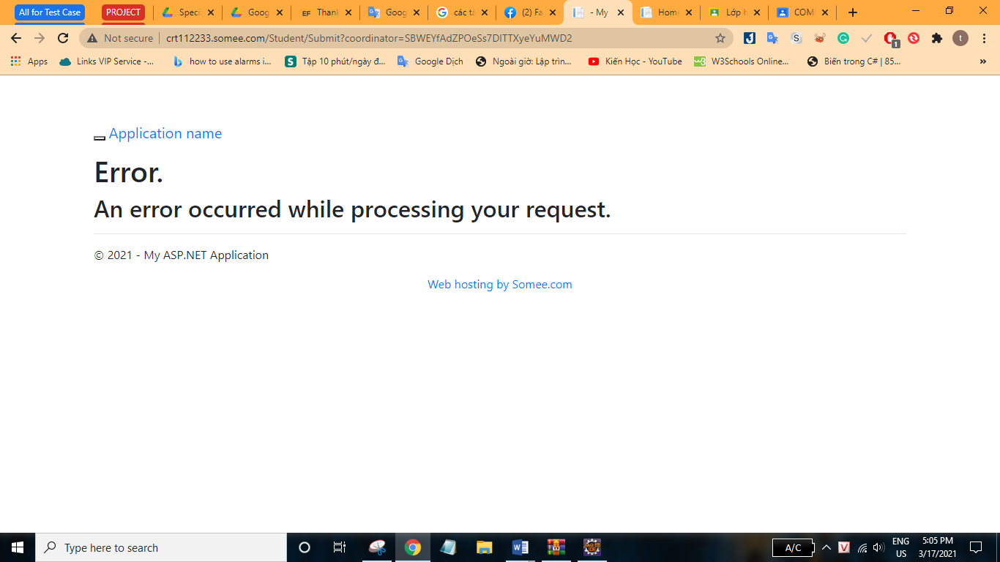 All for Test Case PROJECT Speci Goog EF Thank Goog G các tà (2) Fa - My Home Lớp h COM
Not secure crt112233.somee.com/Student/Submit?coordinator=SBWEYfAdZPOeSs7DITTXyeYuMWD2 J S G 1 t
Apps Links VIP Service -... how to use alarms i... S Tập 10 phút/ngày đ... Google Dịch Ngoài giờ: Lập trìn... Kiến Học - YouTube W3Schools Online... Biến trong C# | 85... »
Application name
Error.
An error occurred while processing your request.
© 2021 - My ASP.NET Application
Web hosting by Somee.com
Type here to search A/C V ENG 5:05 PM
US 3/17/2021